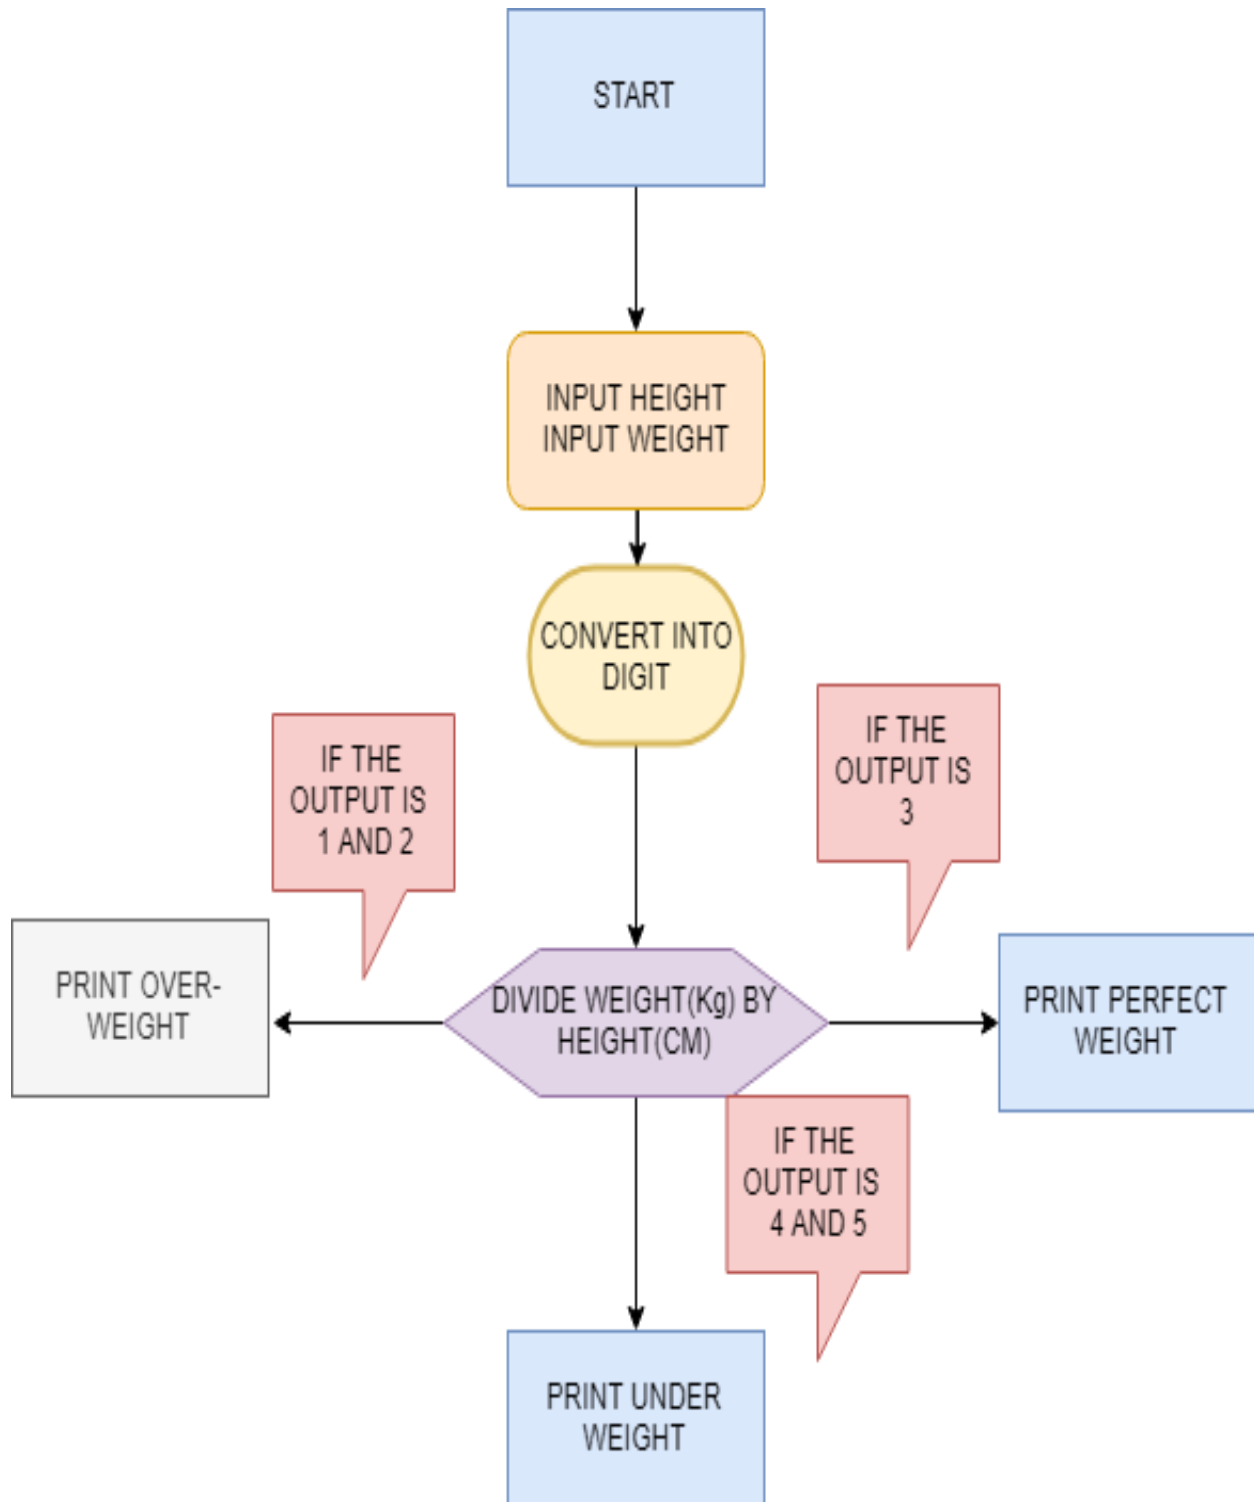 START
INPUT HEIGHT
INPUT WEIGHT
CONVERT INTO
DIGIT
IF THE
OUTPUT IS
1 AND 2
IF THE
OUTPUT IS
3
PRINT OVER-
WEIGHT
DIVIDE WEIGHT(Kg) BY
HEIGHT(CM)
PRINT PERFECT
WEIGHT
IF THE
OUTPUT IS
4 AND 5
PRINT UNDER
WEIGHT